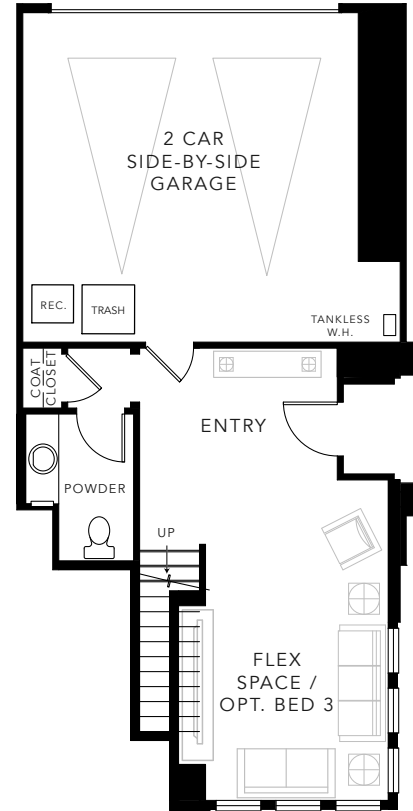 2 CAR
SIDE-BY-SIDE
GARAGE
REC.
TRASH
TANKLESS
W.H.
COAT
CLOSET
ENTRY
POWDER
UP
FLEX
SPACE /
OPT. BED 3